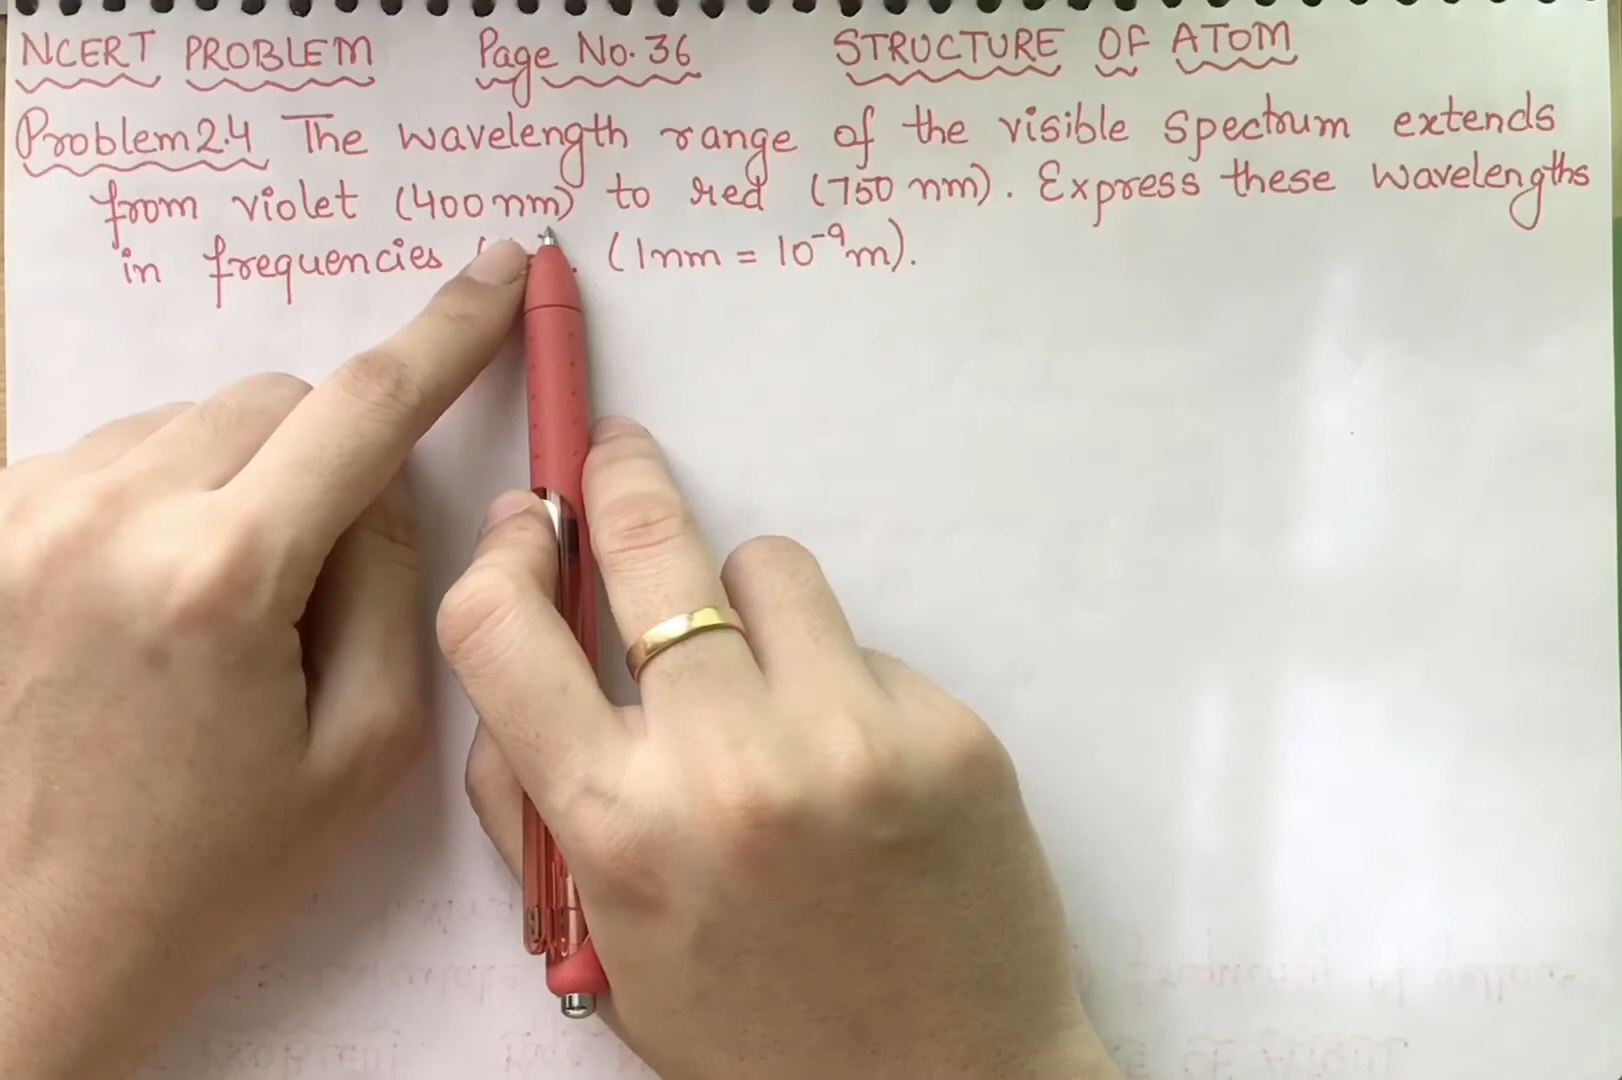 NCERT PROBLEM Page No. 36 STRUCTURE OF ATOM
Problem 2.4 The wavelength range of the visible spectrum extends
from violet (400 nm) to red (750 nm). Express these wavelengths
in frequencies (1nm = 10⁻⁹m).